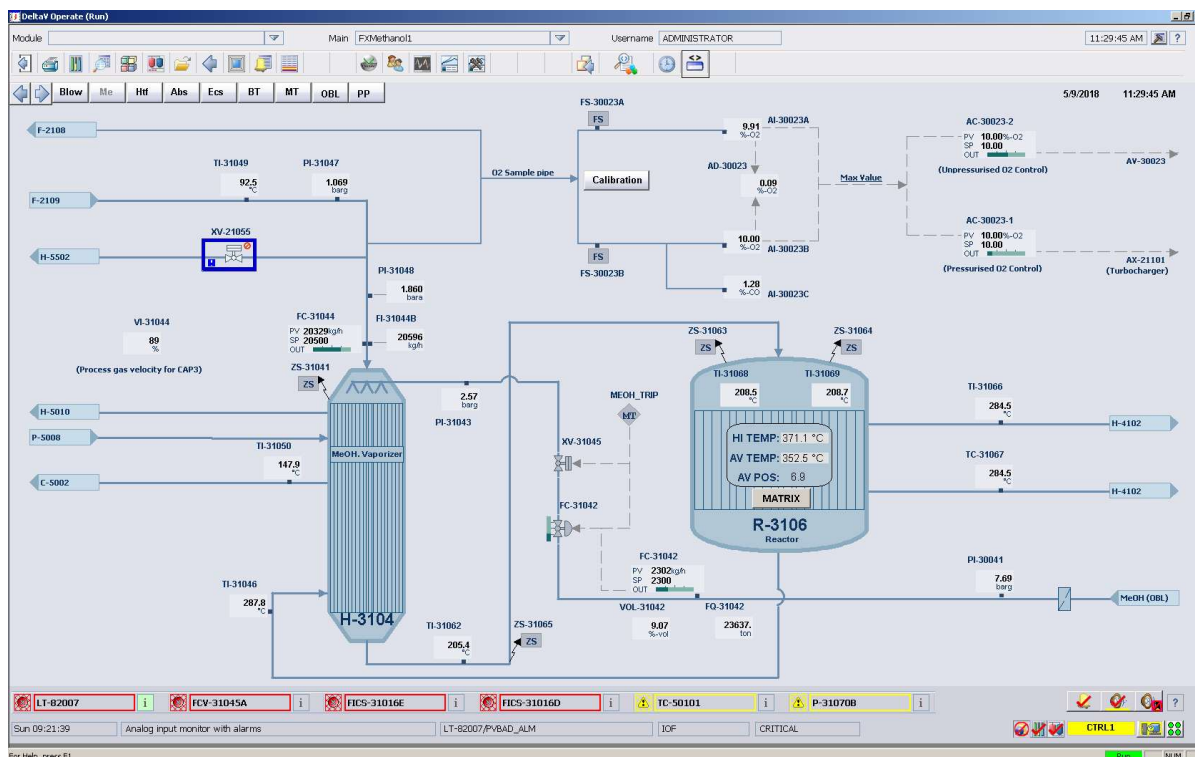 DeltaV Operate (Run)
Module
Main FXMethanol1
Username ADMINISTRATOR
11:29:45 AM ?
Blow Me Htf Abs Ecs BT MT OBL PP
5/9/2018 11:29:45 AM
FS-30023A
FS
F-2108
9.91
%-O2
AI-30023A
AC-30023-2
PV 10.00%-O2
SP 10.00
OUT
AV-30023
(Unpressurised O2 Control)
TI-31049
92.5
°C
PI-31047
1.069
barg
O2 Sample pipe
Calibration
AD-30023
0.09
%-O2
Max Value
F-2109
XV-21055
H-5502
AC-30023-1
PV 10.00%-O2
SP 10.00
OUT
AX-21101
(Turbocharger)
(Pressurised O2 Control)
10.00
%-O2
AI-30023B
FS
FS-30023B
1.28
%-CO
AI-30023C
PI-31048
1.860
bara
VI-31044
89
%
(Process gas velocity for CAP3)
FC-31044
PV 20329kg/h
SP 20500
OUT
FI-31044B
20596
kg/h
ZS-31041
ZS
ZS-31063
ZS
ZS-31064
ZS
2.57
barg
PI-31043
MEOH_TRIP
MT
TI-31068
208.5
°C
TI-31069
208.7
°C
TI-31066
284.5
°C
H-4102
H-5010
P-5008
TI-31050
147.9
°C
C-5002
MeOH. Vaporizer
XV-31045
HI TEMP: 371.1 °C
AV TEMP: 352.5 °C
AV POS: 6.9
MATRIX
R-3106
Reactor
TC-31067
284.5
°C
H-4102
FC-31042
FC-31042
PV 2302kg/h
SP 2300
OUT
PI-30041
7.69
barg
MeOH (OBL)
TI-31046
287.8
°C
H-3104
TI-31062
205.4
°C
ZS-31065
ZS
VOL-31042
9.07
%-vol
FQ-31042
23637.
ton
LT-82007 i FCV-31045A i FICS-31016E i FICS-31016D i TC-50101 i P-31070B i ?
Sun 09:21:39 Analog input monitor with alarms LT-82007/PVBAD_ALM IOF CRITICAL CTRL1
For Help, press F1 Run NUM